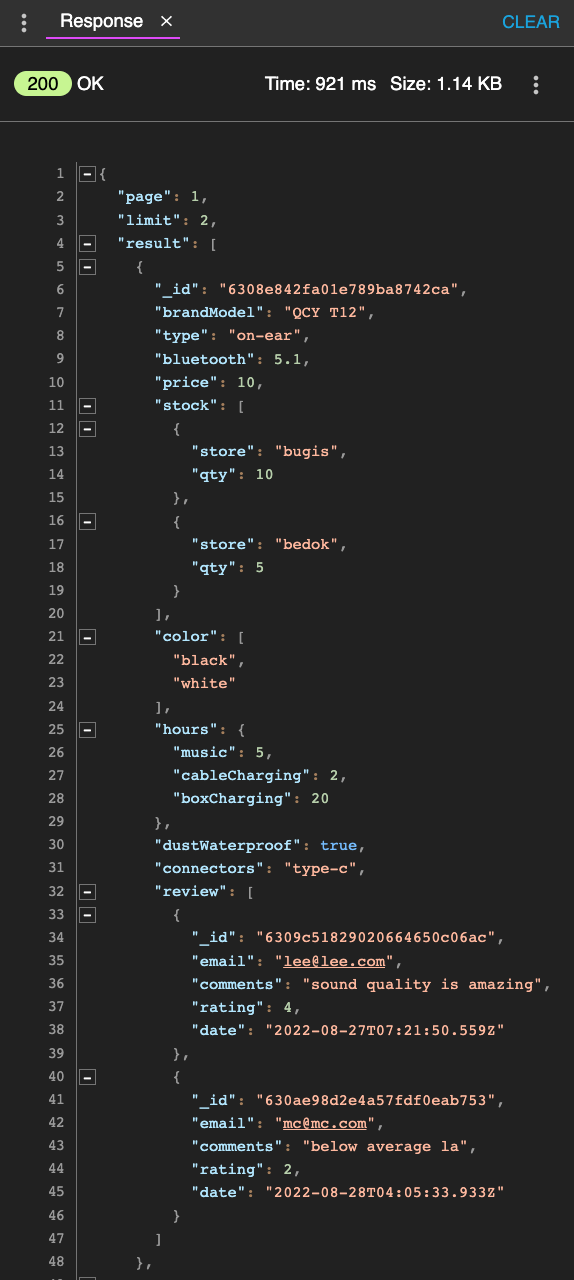 Response ×
CLEAR
200 OK
Time: 921 ms Size: 1.14 KB
1 {
2 "page": 1,
3 "limit": 2,
4 "result": [
5 {
6 "_id": "6308e842fa01e789ba8742ca",
7 "brandModel": "QCY T12",
8 "type": "on-ear",
9 "bluetooth": 5.1,
10 "price": 10,
11 "stock": [
12 {
13 "store": "bugis",
14 "qty": 10
15 },
16 {
17 "store": "bedok",
18 "qty": 5
19 }
20 ],
21 "color": [
22 "black",
23 "white"
24 ],
25 "hours": {
26 "music": 5,
27 "cableCharging": 2,
28 "boxCharging": 20
29 },
30 "dustWaterproof": true,
31 "connectors": "type-c",
32 "review": [
33 {
34 "_id": "6309c51829020664650c06ac",
35 "email": "lee@lee.com",
36 "comments": "sound quality is amazing",
37 "rating": 4,
38 "date": "2022-08-27T07:21:50.559Z"
39 },
40 {
41 "_id": "630ae98d2e4a57fdf0eab753",
42 "email": "mc@mc.com",
43 "comments": "below average la",
44 "rating": 2,
45 "date": "2022-08-28T04:05:33.933Z"
46 }
47 ]
48 },